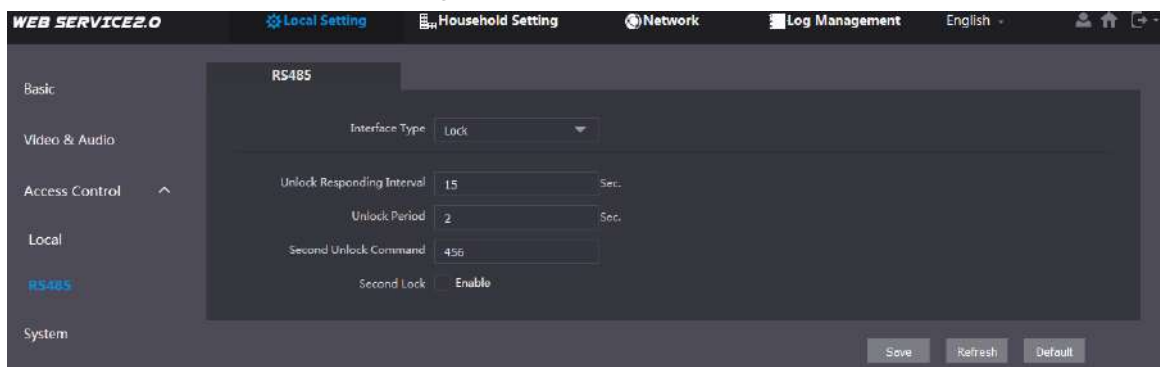 WEB SERVICE2.0 Local Setting Household Setting Network Log Management English
Basic
Video & Audio
Access Control
Local
RS485
System
RS485
Interface Type Lock
Unlock Responding Interval 15 Sec.
Unlock Period 2 Sec.
Second Unlock Command 456
Second Lock Enable
Save Refresh Default